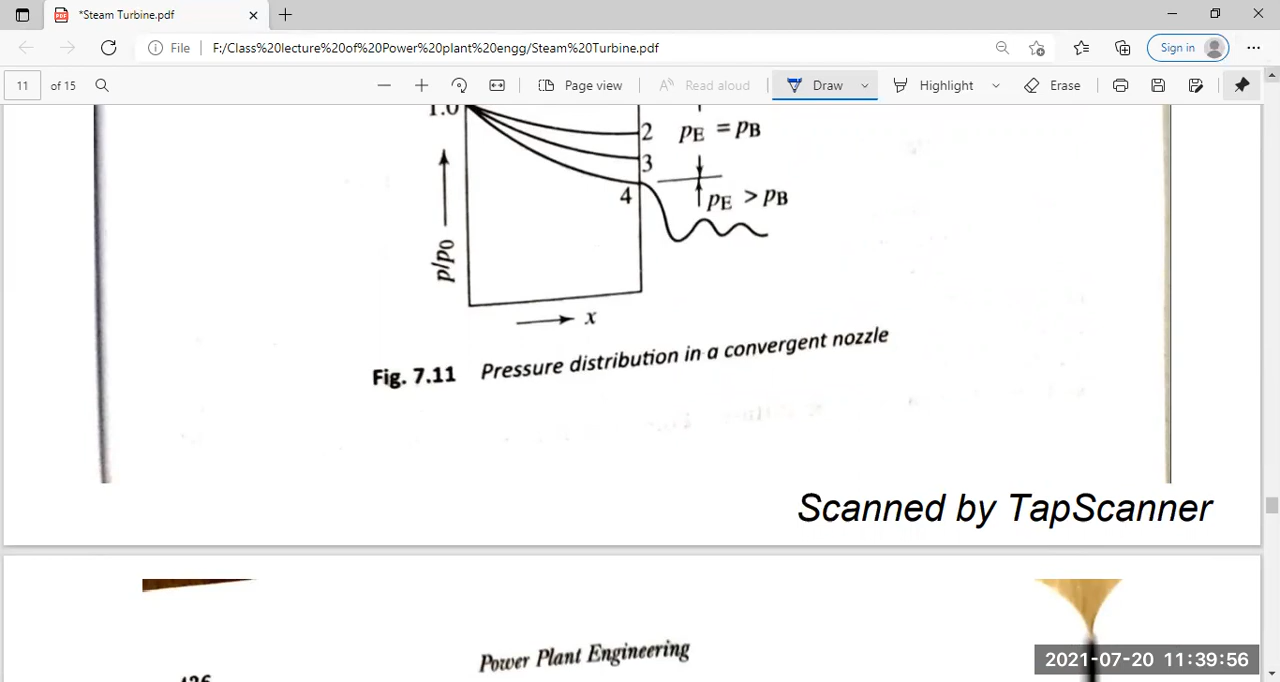 *Steam Turbine.pdf
File F:/Class%20lecture%20of%20Power%20plant%20engg/Steam%20Turbine.pdf Sign in
11 of 15 Page view Read aloud Draw Highlight Erase
1.0
2 pE = pB
3
4 pE > pB
p/p0
x
Fig. 7.11 Pressure distribution in a convergent nozzle
Scanned by TapScanner
Power Plant Engineering
2021-07-20 11:39:56